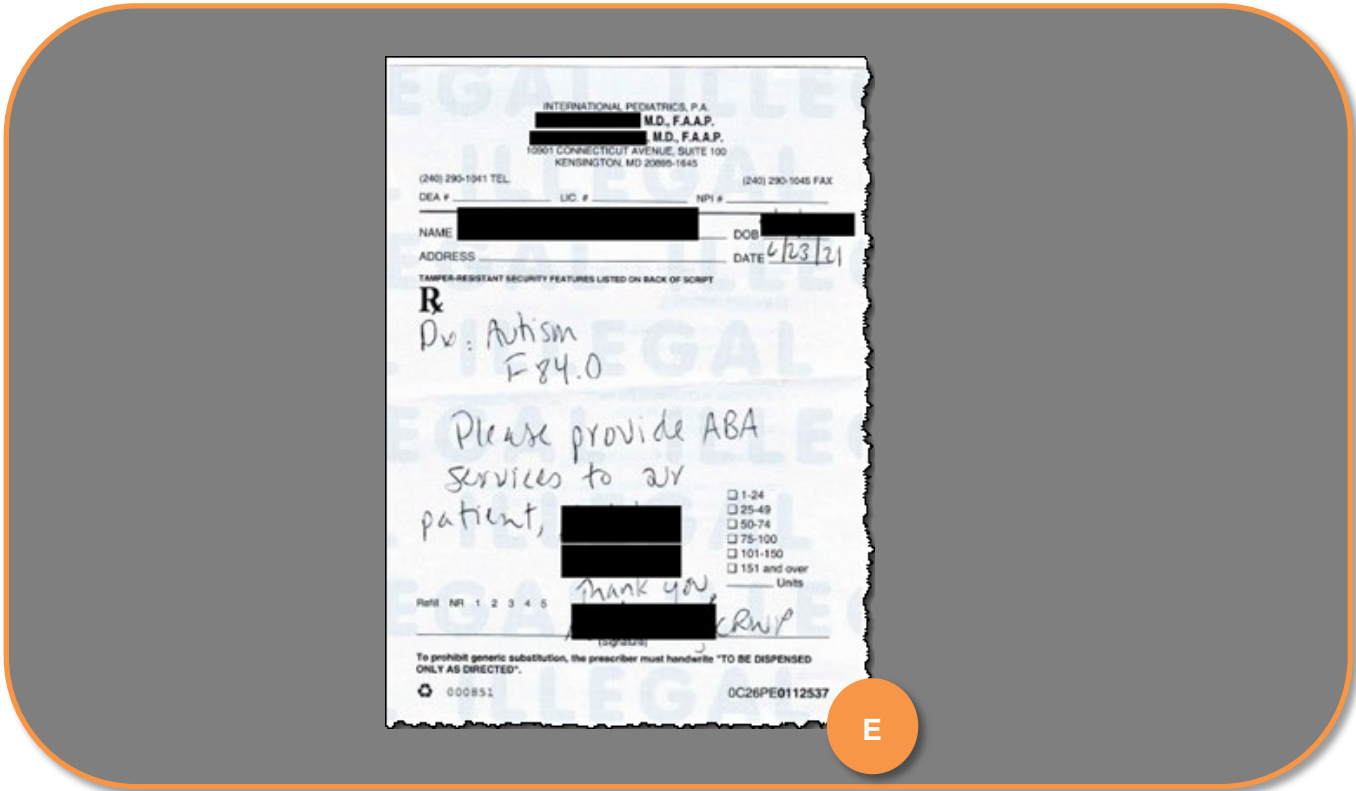 INTERNATIONAL PEDIATRICS, P.A.
M.D., F.A.A.P.
M.D., F.A.A.P.
10901 CONNECTICUT AVENUE, SUITE 100
KENSINGTON, MD 20895-1645
(240) 290-1041 TEL. (240) 290-1045 FAX
DEA # LIC. # NPI #
NAME DOB
ADDRESS DATE 6/23/21
TAMPER-RESISTANT SECURITY FEATURES LISTED ON BACK OF SCRIPT
℞
Dx: Autism
F84.0
Please provide ABA
services to our
patient,
☐ 1-24
☐ 25-49
☐ 50-74
☐ 75-100
☐ 101-150
☐ 151 and over
Units
Thank you,
Refill NR 1 2 3 4 5
CRNP
(Signature)
To prohibit generic substitution, the prescriber must handwrite "TO BE DISPENSED
ONLY AS DIRECTED".
000851 0C26PE0112537
ILLEGAL
E